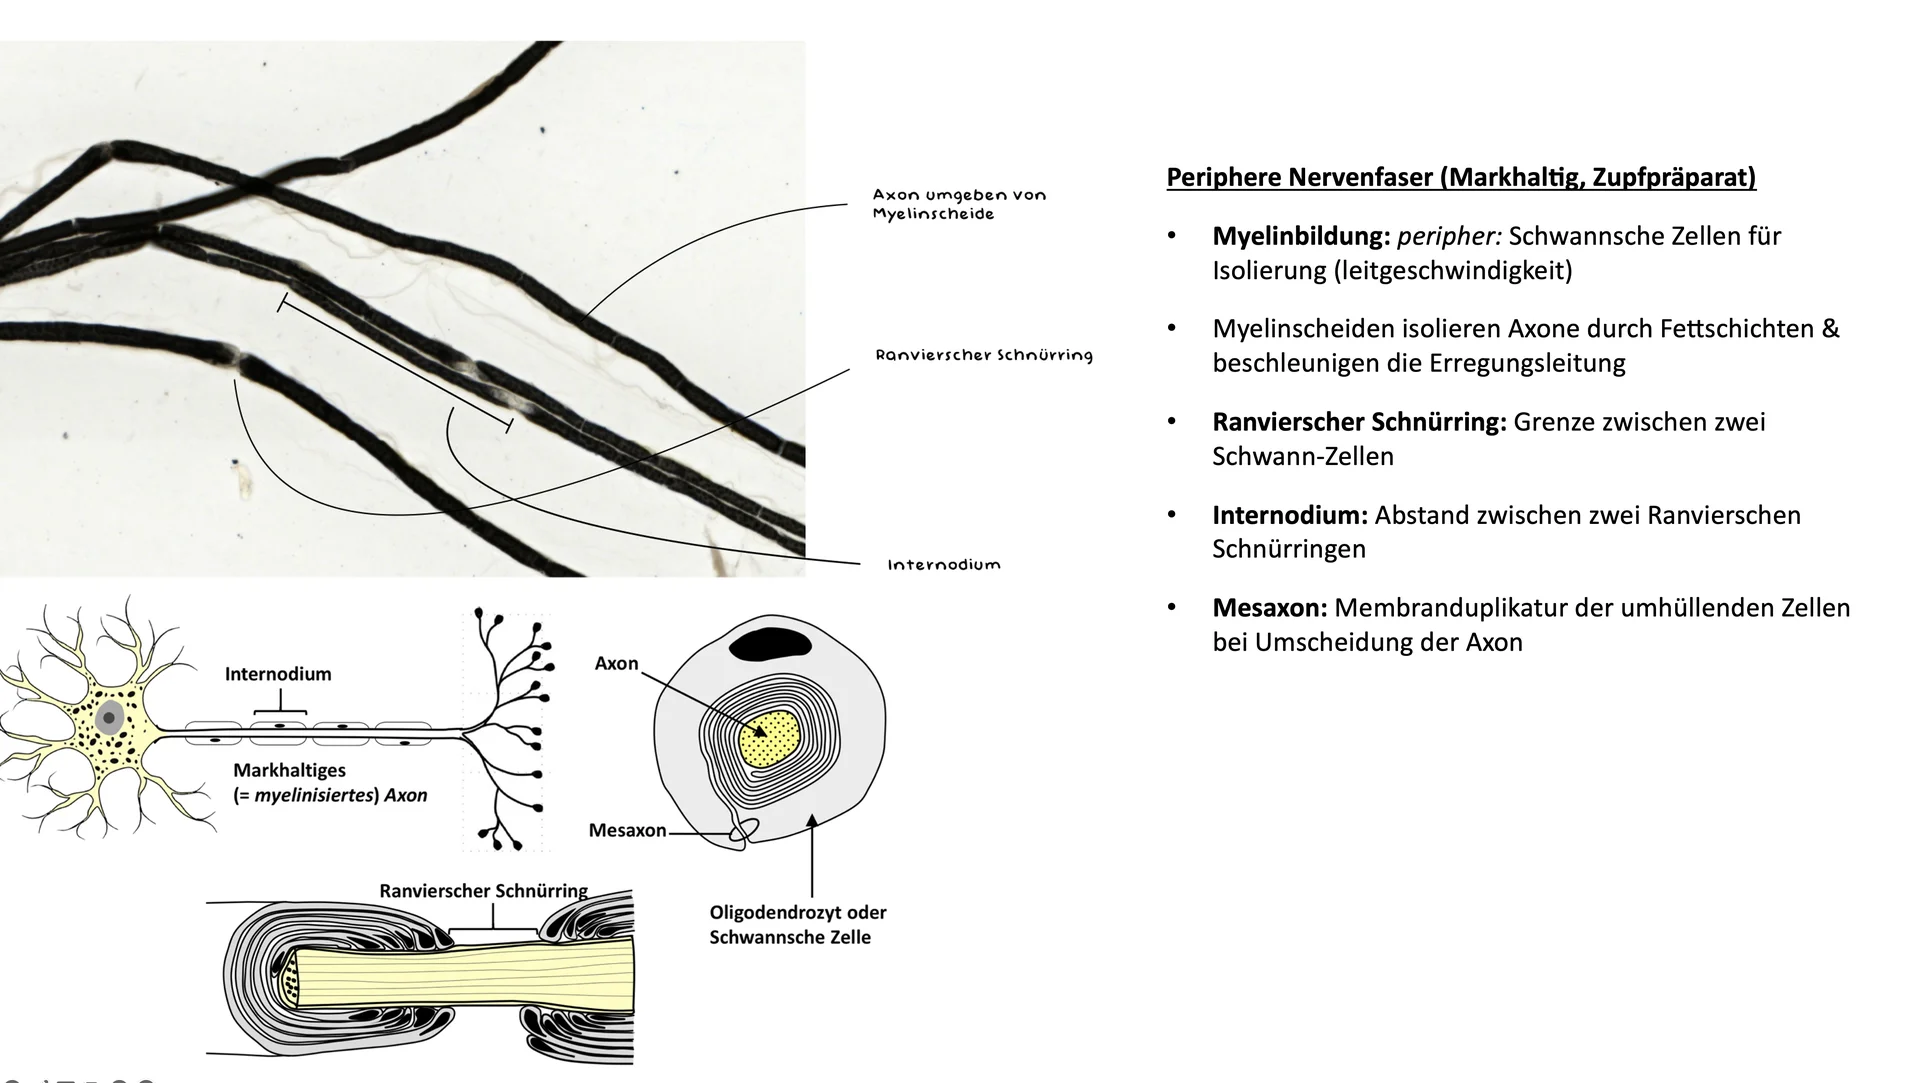 Axon umgeben von
Myelinscheide
Ranvierscher Schnürring
Internodium
Periphere Nervenfaser (Markhaltig, Zupfpräparat)
• Myelinbildung: peripher: Schwannsche Zellen für
Isolierung (leitgeschwindigkeit)
• Myelinscheiden isolieren Axone durch Fettschichten &
beschleunigen die Erregungsleitung
• Ranvierscher Schnürring: Grenze zwischen zwei
Schwann-Zellen
• Internodium: Abstand zwischen zwei Ranvierschen
Schnürringen
• Mesaxon: Membranduplikatur der umhüllenden Zellen
bei Umscheidung der Axon
Internodium
Markhaltiges
(= myelinisiertes) Axon
Axon
Mesaxon
Oligodendrozyt oder
Schwannsche Zelle
Ranvierscher Schnürring